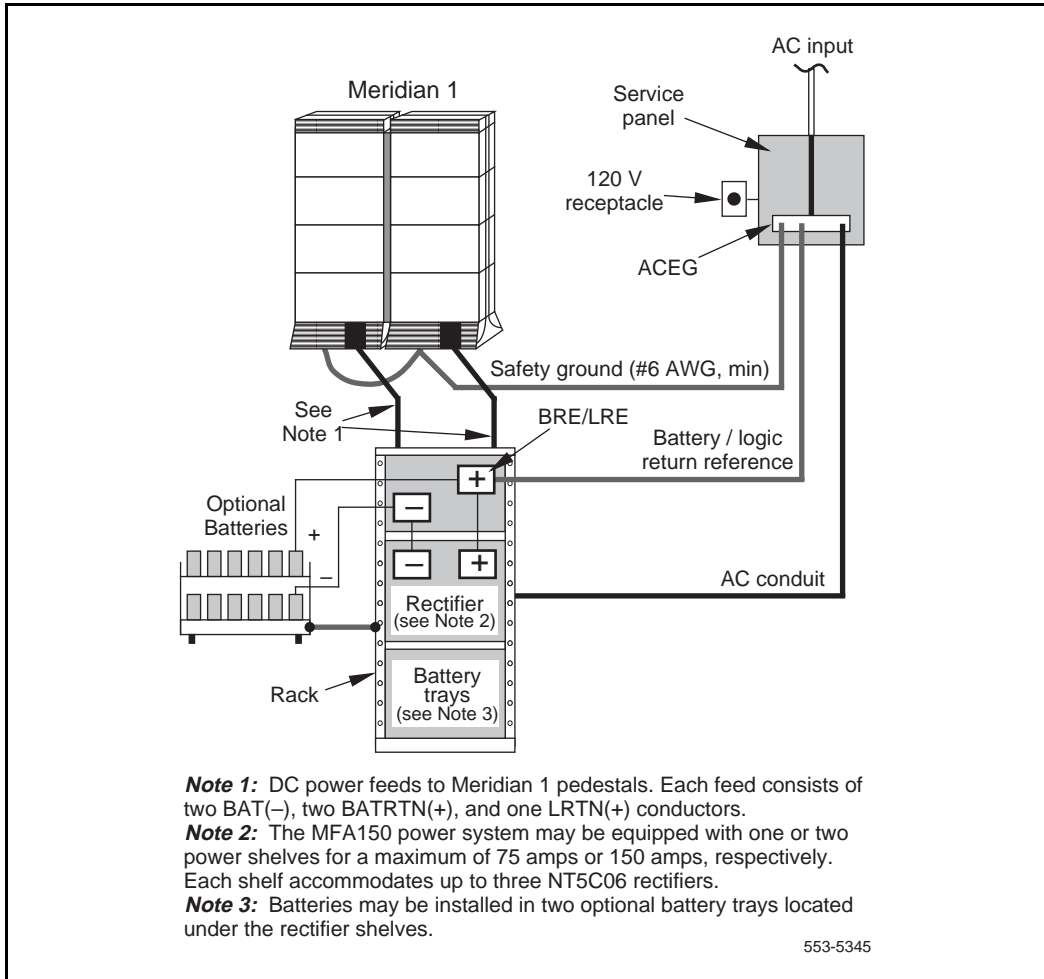 AC input
Meridian 1
Service
panel
120 V
receptacle
ACEG
Safety ground (#6 AWG, min)
See
Note 1
BRE/LRE
Battery / logic
return reference
+
Optional
Batteries
+
–
–
–
+
AC conduit
Rectifier
(see Note 2)
Rack
Battery
trays
(see Note 3)
Note 1: DC power feeds to Meridian 1 pedestals. Each feed consists of
two BAT(–), two BATRTN(+), and one LRTN(+) conductors.
Note 2: The MFA150 power system may be equipped with one or two
power shelves for a maximum of 75 amps or 150 amps, respectively.
Each shelf accommodates up to three NT5C06 rectifiers.
Note 3: Batteries may be installed in two optional battery trays located
under the rectifier shelves.
553-5345